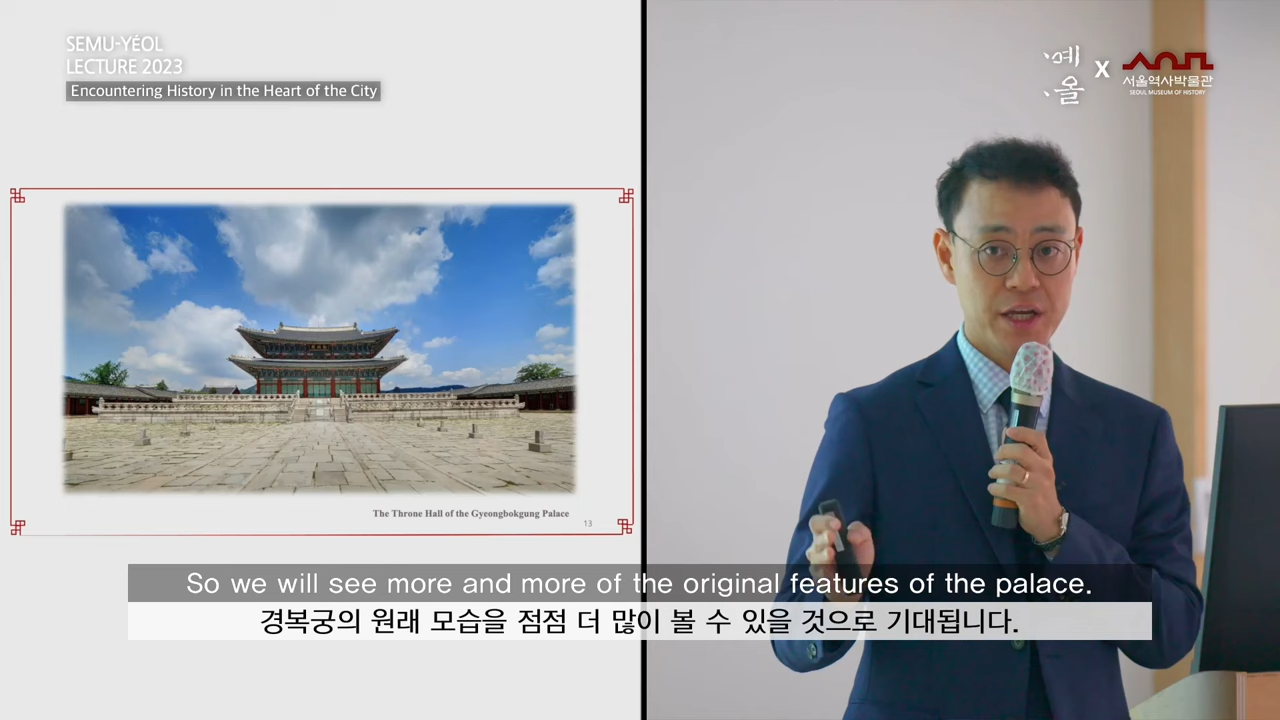 SEMU-YÉOL
LECTURE 2023
Encountering History in the Heart of the City
예올
X
서울역사박물관
SEOUL MUSEUM OF HISTORY
The Throne Hall of the Gyeongbokgung Palace
13
So we will see more and more of the original features of the palace.
경복궁의 원래 모습을 점점 더 많이 볼 수 있을 것으로 기대됩니다.